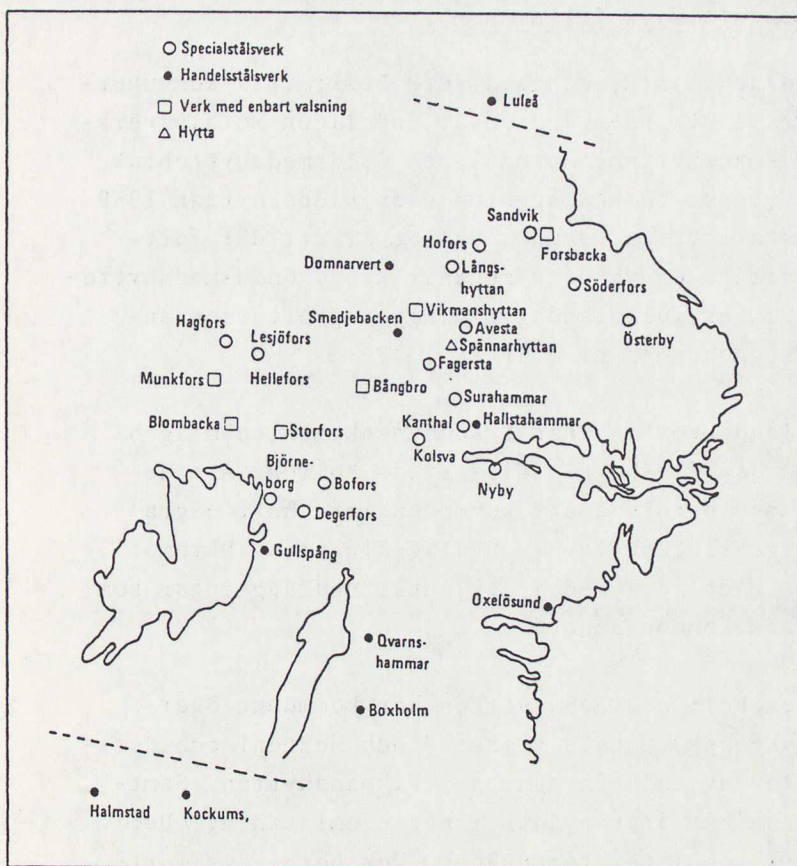 Specialstålsverk
Handelsstålsverk
Verk med enbart valsning
Hytta
Luleå
Sandvik
Forsbacka
Hofors
Domnarvert
Långs-
hyttan
Söderfors
Vikmanshyttan
Smedjebacken
Avesta
Österby
Hagfors
Lesjöfors
Spännarhyttan
Fagersta
Munkfors
Hellefors
Bångbro
Surahammar
Blombacka
Storfors
Kanthal
Hallstahammar
Kolsva
Björne-
borg
Bofors
Nyby
Degerfors
Gullspång
Oxelösund
Qvarns-
hammar
Boxholm
Halmstad
Kockums,